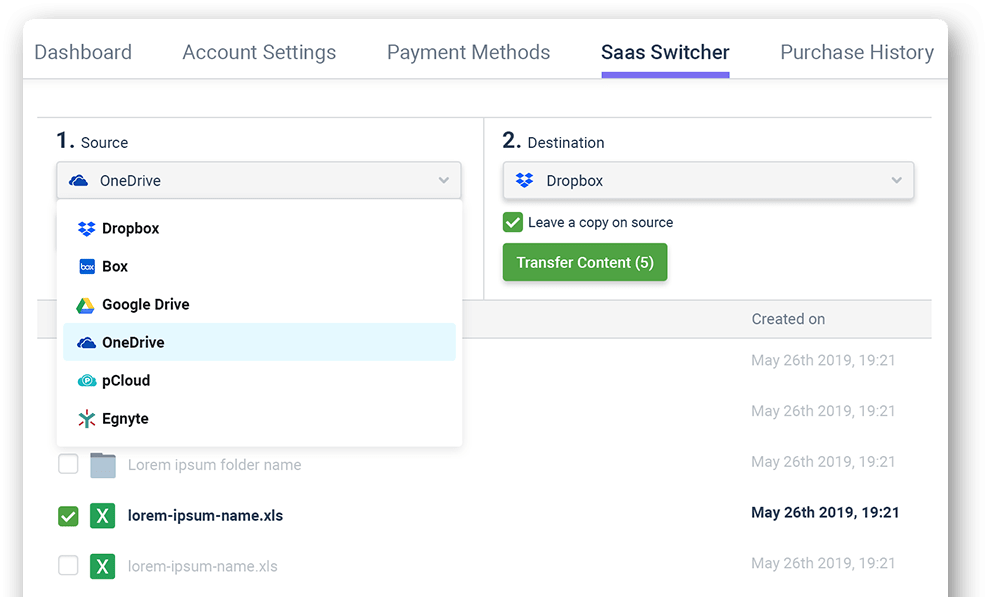 Dashboard Account Settings Payment Methods Saas Switcher Purchase History
1. Source
OneDrive
Dropbox
Box
Google Drive
OneDrive
pCloud
Egnyte
2. Destination
Dropbox
Leave a copy on source
Transfer Content (5)
Created on
May 26th 2019, 19:21
May 26th 2019, 19:21
Lorem ipsum folder name May 26th 2019, 19:21
lorem-ipsum-name.xls May 26th 2019, 19:21
lorem-ipsum-name.xls May 26th 2019, 19:21